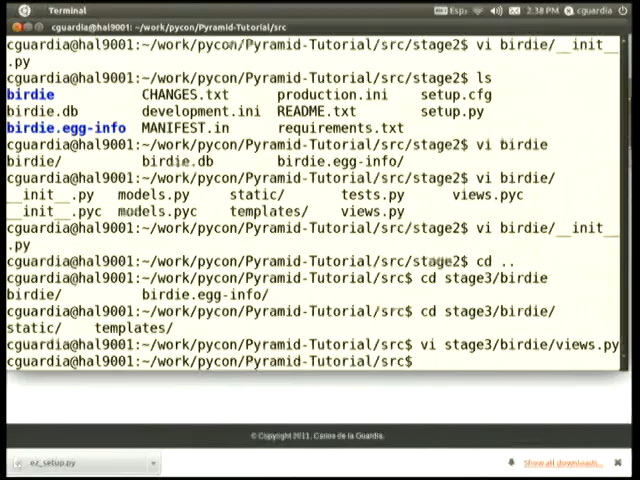 Terminal Esp 2:38 PM cguardia
cguardia@hal9001: ~/work/pycon/Pyramid-Tutorial/src
cguardia@hal9001:~/work/pycon/Pyramid-Tutorial/src/stage2$ vi birdie/__init__
.py
cguardia@hal9001:~/work/pycon/Pyramid-Tutorial/src/stage2$ ls
birdie CHANGES.txt production.ini setup.cfg
birdie.db development.ini README.txt setup.py
birdie.egg-info MANIFEST.in requirements.txt
cguardia@hal9001:~/work/pycon/Pyramid-Tutorial/src/stage2$ vi birdie
birdie/ birdie.db birdie.egg-info/
cguardia@hal9001:~/work/pycon/Pyramid-Tutorial/src/stage2$ vi birdie/
__init__.py models.py static/ tests.py views.pyc
__init__.pyc models.pyc templates/ views.py
cguardia@hal9001:~/work/pycon/Pyramid-Tutorial/src/stage2$ vi birdie/__init__
.py
cguardia@hal9001:~/work/pycon/Pyramid-Tutorial/src/stage2$ cd ..
cguardia@hal9001:~/work/pycon/Pyramid-Tutorial/src$ cd stage3/birdie
birdie/ birdie.egg-info/
cguardia@hal9001:~/work/pycon/Pyramid-Tutorial/src$ cd stage3/birdie/
static/ templates/
cguardia@hal9001:~/work/pycon/Pyramid-Tutorial/src$ vi stage3/birdie/views.py
cguardia@hal9001:~/work/pycon/Pyramid-Tutorial/src$
© Copyright 2011, Carlos de la Guardia.
ez_setup.py Show all downloads...